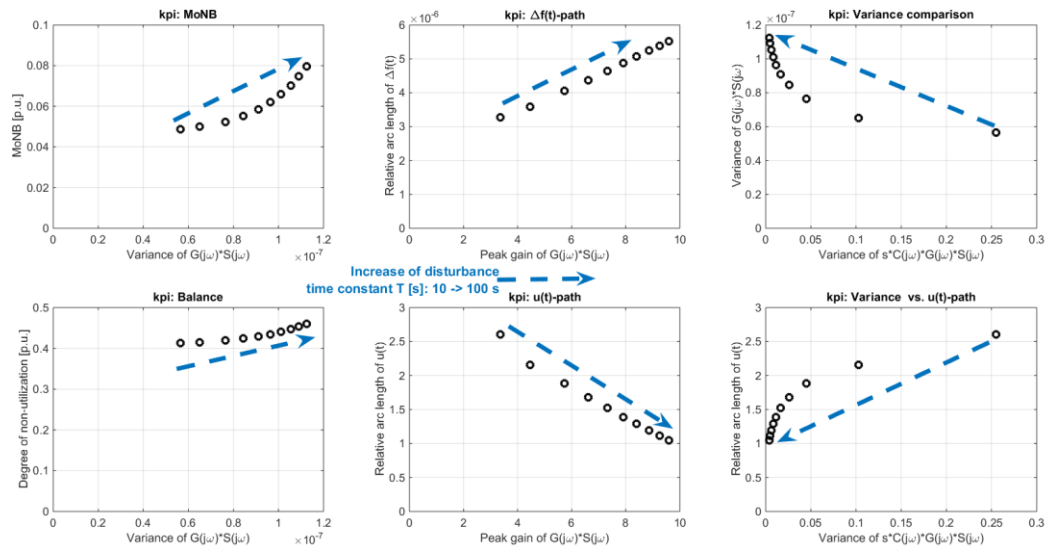 kpi: MoNB
MoNB [p.u.]
0.1
0.08
0.06
0.04
0.02
0
0 0.2 0.4 0.6 0.8 1 1.2
Variance of G(jω)*S(jω) ×10⁻⁷
kpi: Δf(t)-path
×10⁻⁶
Relative arc length of Δf(t)
6
5
4
3
2
1
0
0 2 4 6 8 10
Peak gain of G(jω)*S(jω)
kpi: Variance comparison
×10⁻⁷
Variance of G(jω)*S(jω)
1.2
1
0.8
0.6
0.4
0.2
0
0 0.05 0.1 0.15 0.2 0.25 0.3
Variance of s*C(jω)*G(jω)*S(jω)
Increase of disturbance
time constant T [s]: 10 -> 100 s
kpi: Balance
Degree of non-utilization [p.u.]
0.5
0.4
0.3
0.2
0.1
0
0 0.2 0.4 0.6 0.8 1 1.2
Variance of G(jω)*S(jω) ×10⁻⁷
kpi: u(t)-path
Relative arc length of u(t)
3
2.5
2
1.5
1
0.5
0
0 2 4 6 8 10
Peak gain of G(jω)*S(jω)
kpi: Variance vs. u(t)-path
Relative arc length of u(t)
3
2.5
2
1.5
1
0.5
0
0 0.05 0.1 0.15 0.2 0.25 0.3
Variance of s*C(jω)*G(jω)*S(jω)